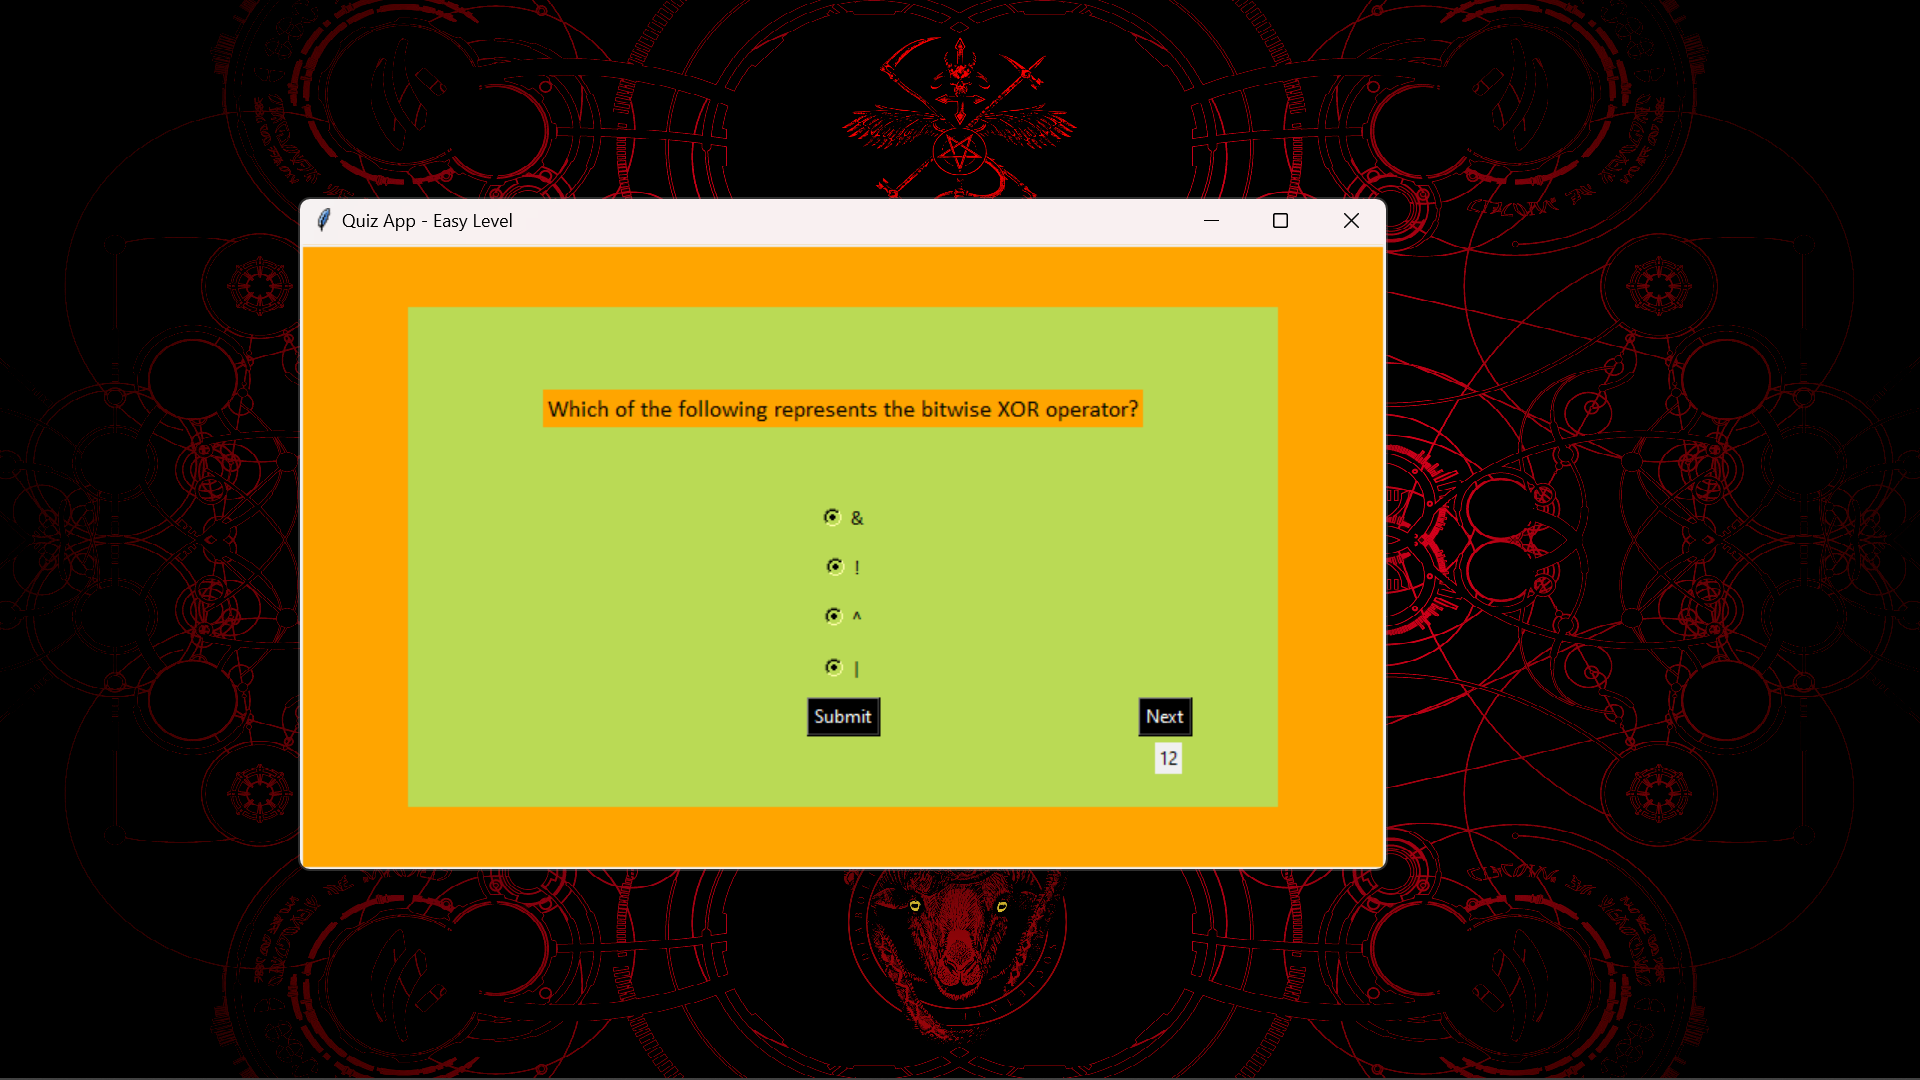 Quiz App - Easy Level
Which of the following represents the bitwise XOR operator?
&
!
^
|
Submit
Next
12